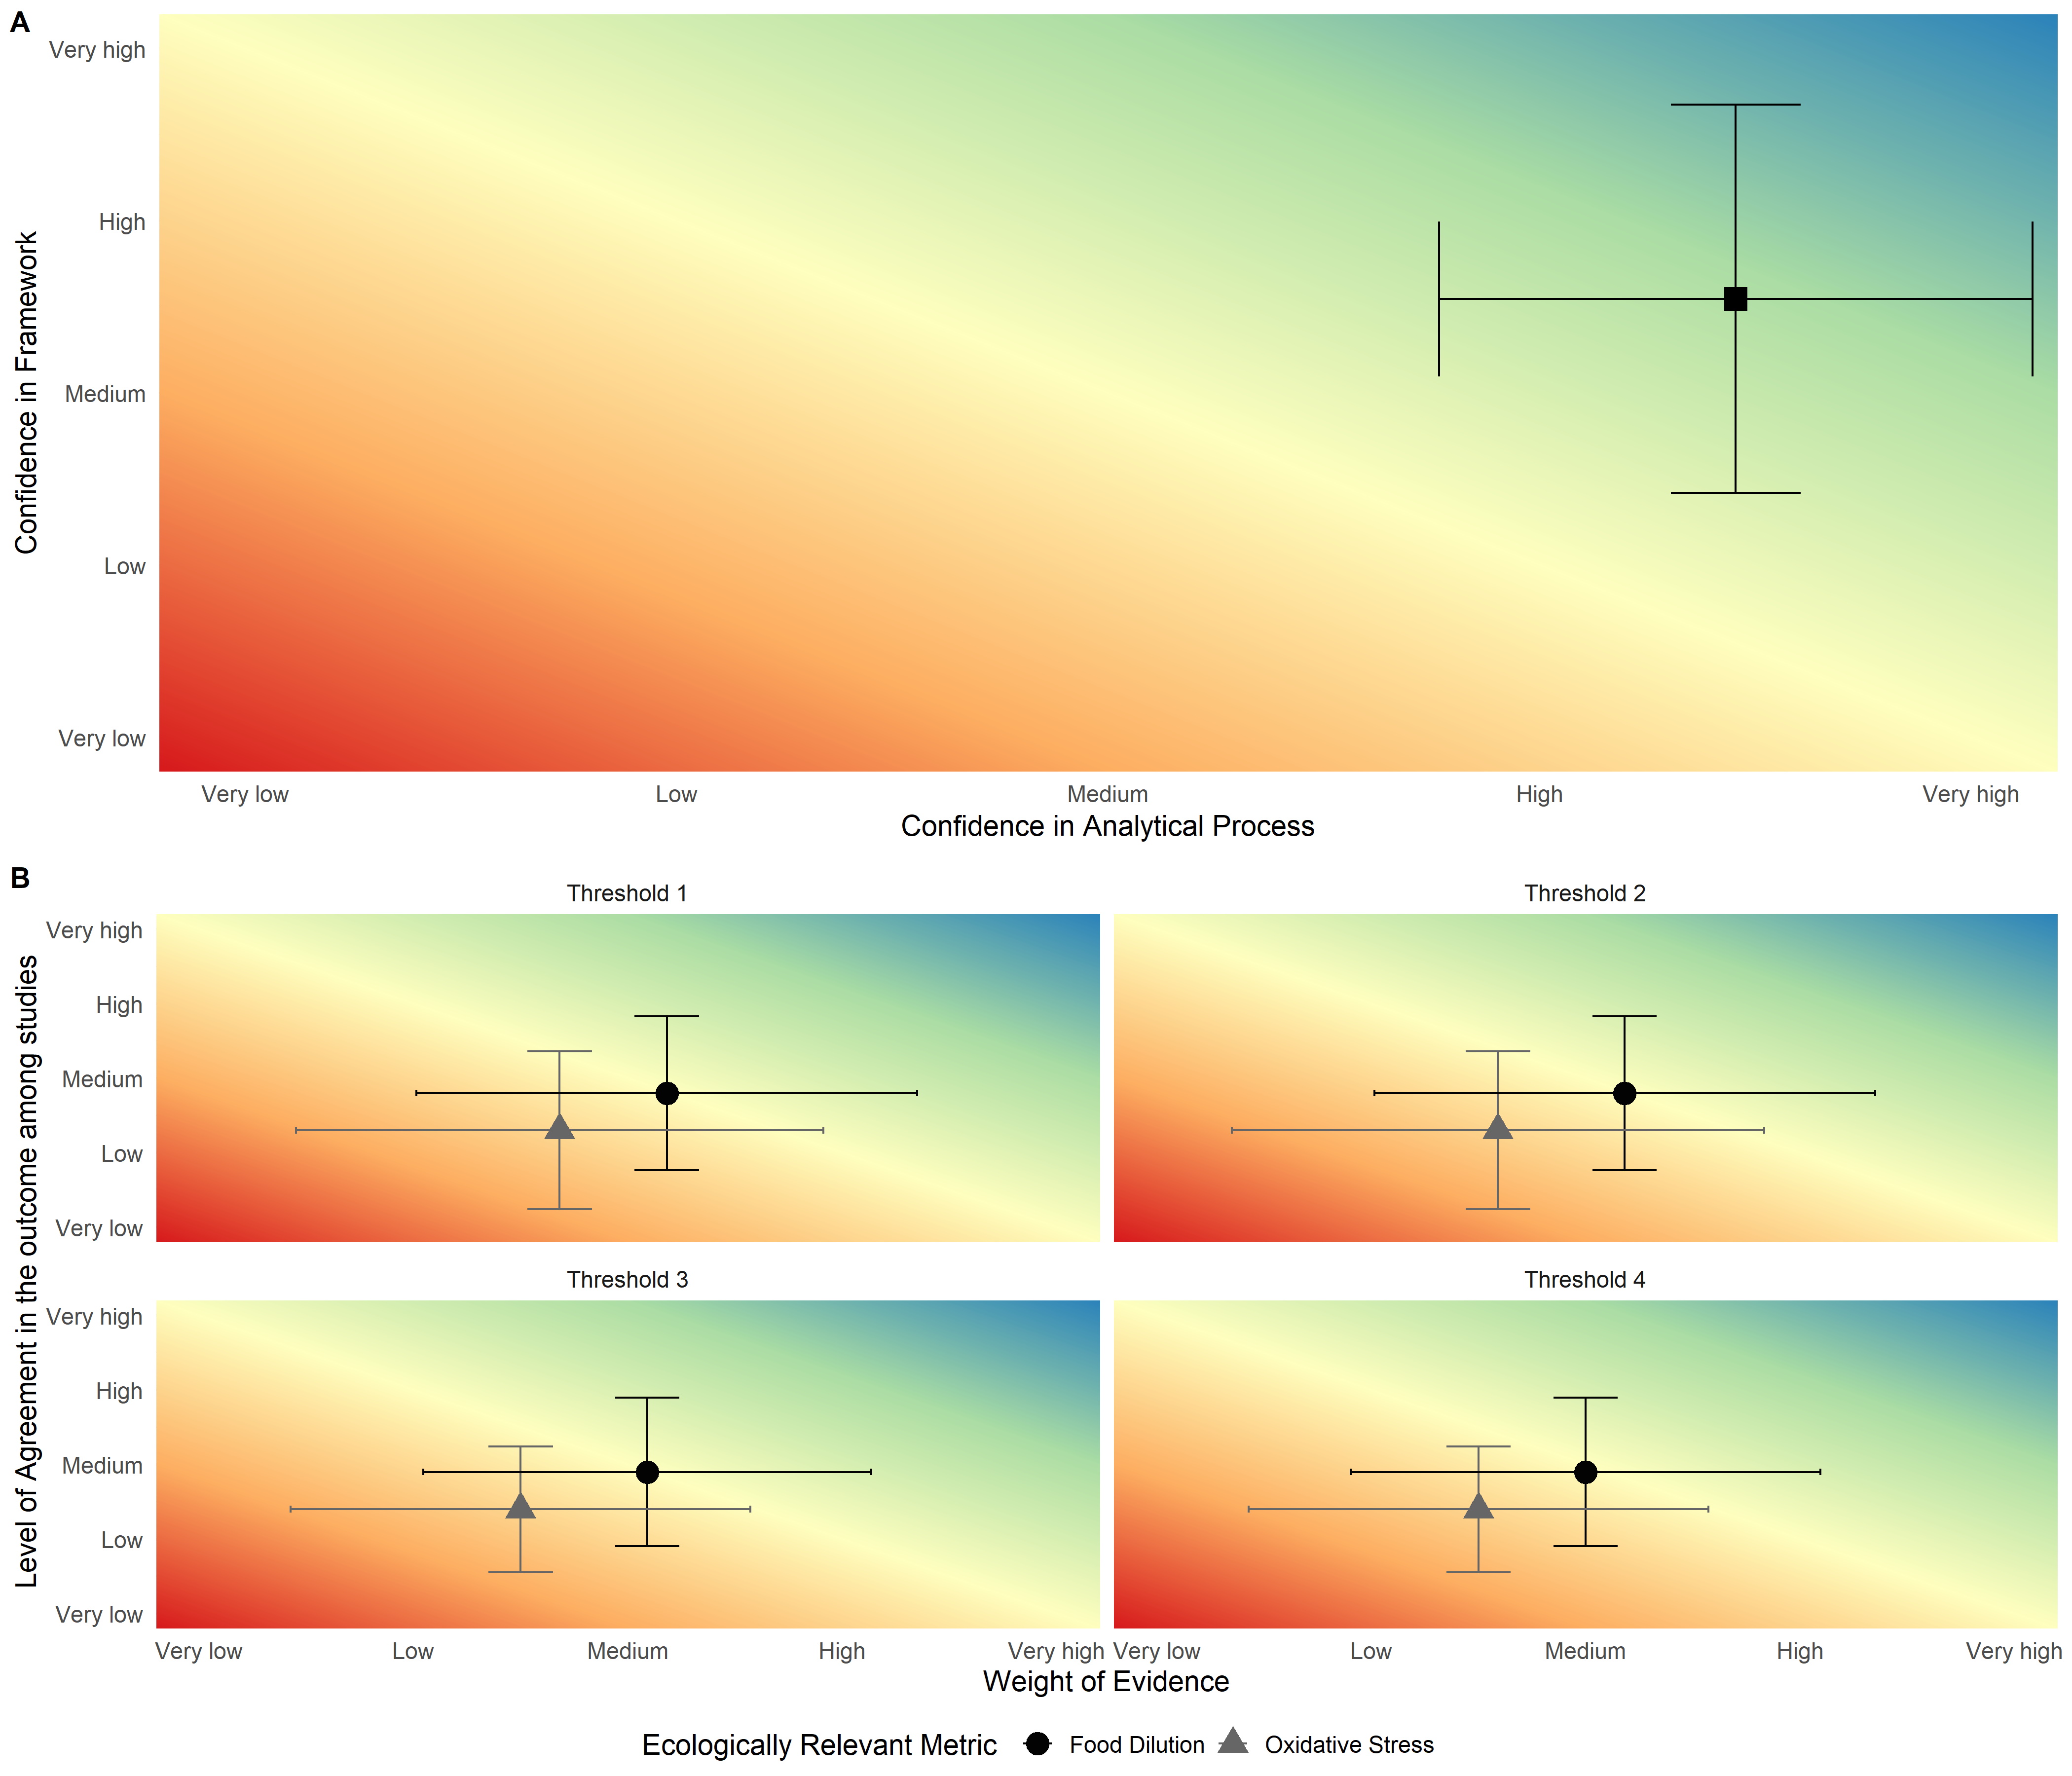 A
Very high
High
Medium
Low
Very low
Confidence in Framework
Very low Low Medium High Very high
Confidence in Analytical Process
B
Threshold 1 Threshold 2
Very high
High
Medium
Low
Very low
Level of Agreement in the outcome among studies
Threshold 3 Threshold 4
Very high
High
Medium
Low
Very low
Very low Low Medium High Very high Very low Low Medium High Very high
Weight of Evidence
Ecologically Relevant Metric Food Dilution Oxidative Stress